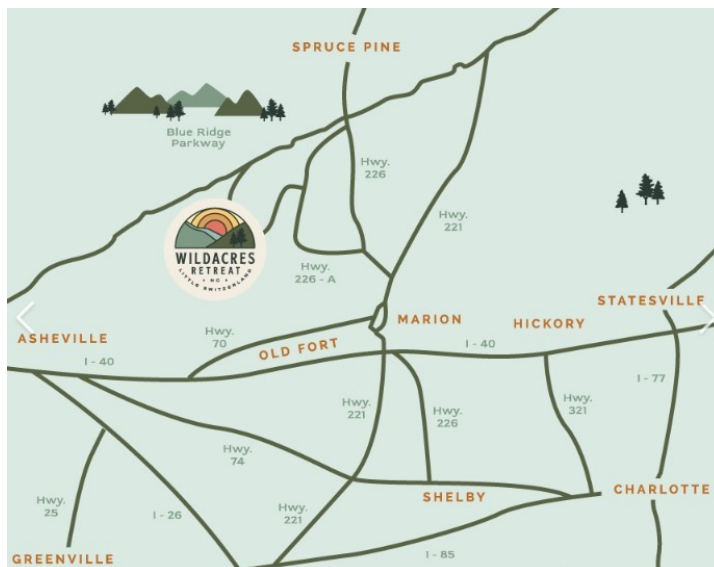 SPRUCE PINE
Blue Ridge
Parkway
Hwy.
226
Hwy.
221
WILDACRES
RETREAT
• NC •
LITTLE SWITZERLAND
Hwy.
226 - A
STATESVILLE
MARION
HICKORY
ASHEVILLE
Hwy.
70
OLD FORT
I - 40
I - 40
I - 77
Hwy.
221
Hwy.
226
Hwy.
321
Hwy.
74
SHELBY
CHARLOTTE
Hwy.
25
I - 26
Hwy.
221
I - 85
GREENVILLE